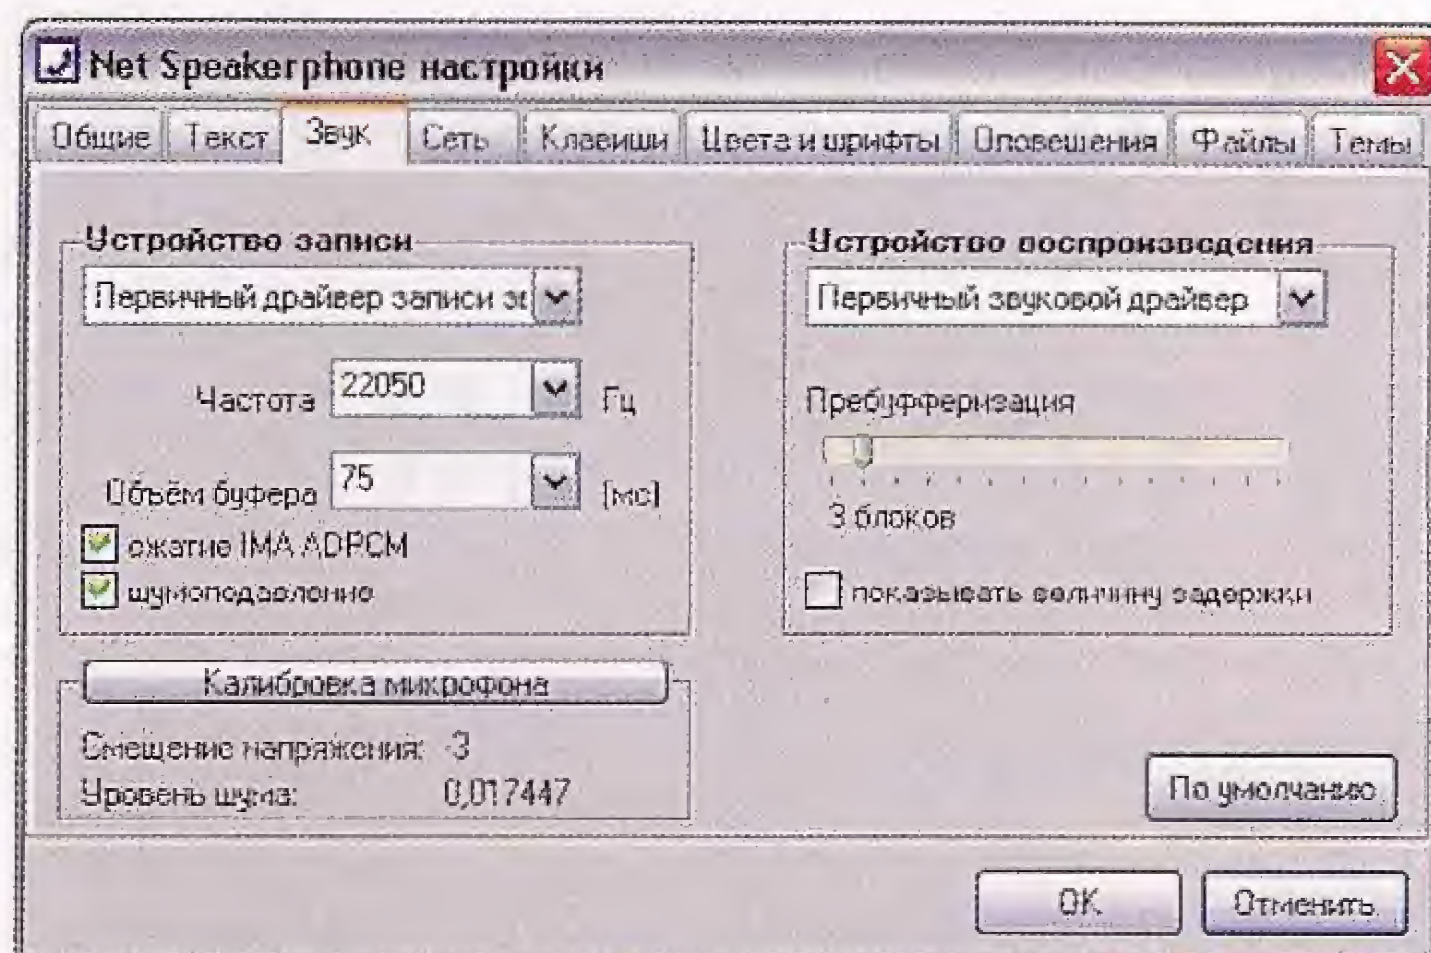 Net Speakerphone настройки
Общие Текст Звук Сеть Клавиши Цвета и шрифты Оповещения Файлы Темы
Устройство записи
Первичный драйвер записи зв
Частота 22050 Гц
Объём буфера 75 [мс]
сжатие IMA ADPCM
шумоподавление
Калибровка микрофона
Смещение напряжения: -3
Уровень шума: 0,017447
Устройство воспроизведения
Первичный звуковой драйвер
Пребуфферизация
3 блоков
показывать величину задержки
По умолчанию
OK Отменить